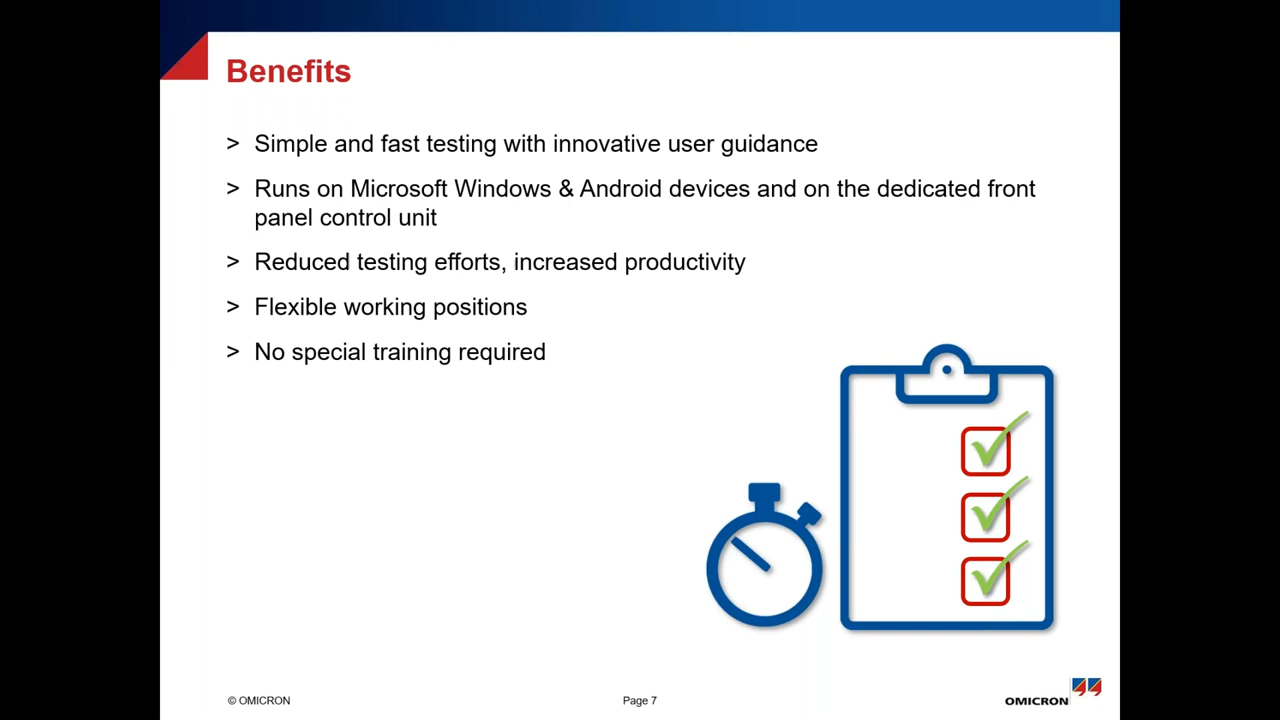 Benefits
> Simple and fast testing with innovative user guidance
> Runs on Microsoft Windows & Android devices and on the dedicated front
panel control unit
> Reduced testing efforts, increased productivity
> Flexible working positions
> No special training required
© OMICRON
Page 7
OMICRON